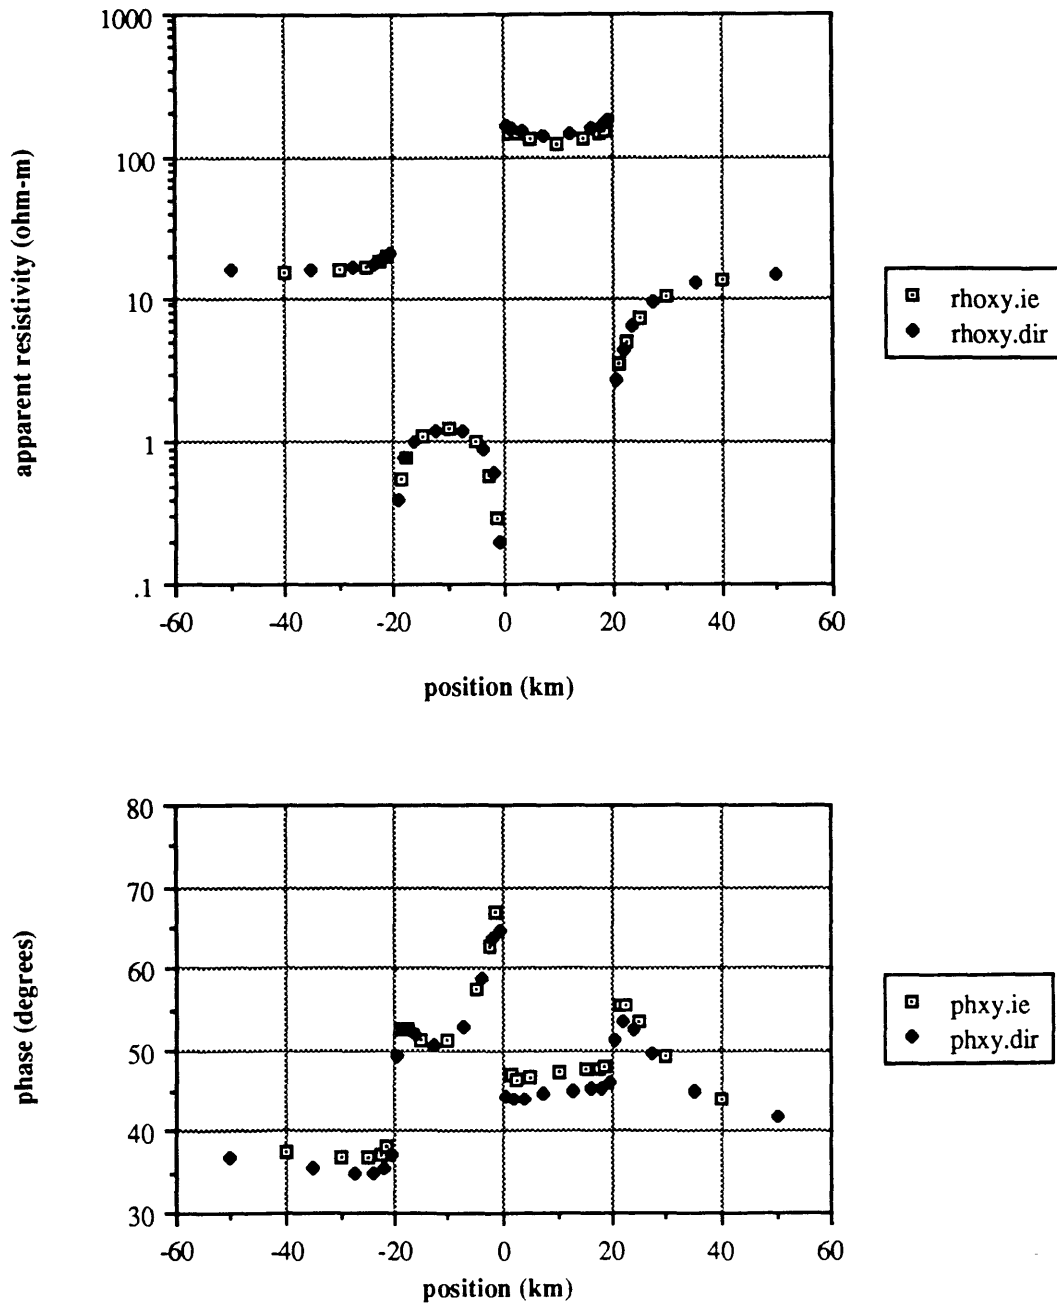 1000
100
10
1
.1
apparent resistivity (ohm-m)
-60 -40 -20 0 20 40 60
position (km)
rhoxy.ie
rhoxy.dir
80
70
60
50
40
30
phase (degrees)
-60 -40 -20 0 20 40 60
position (km)
phxy.ie
phxy.dir